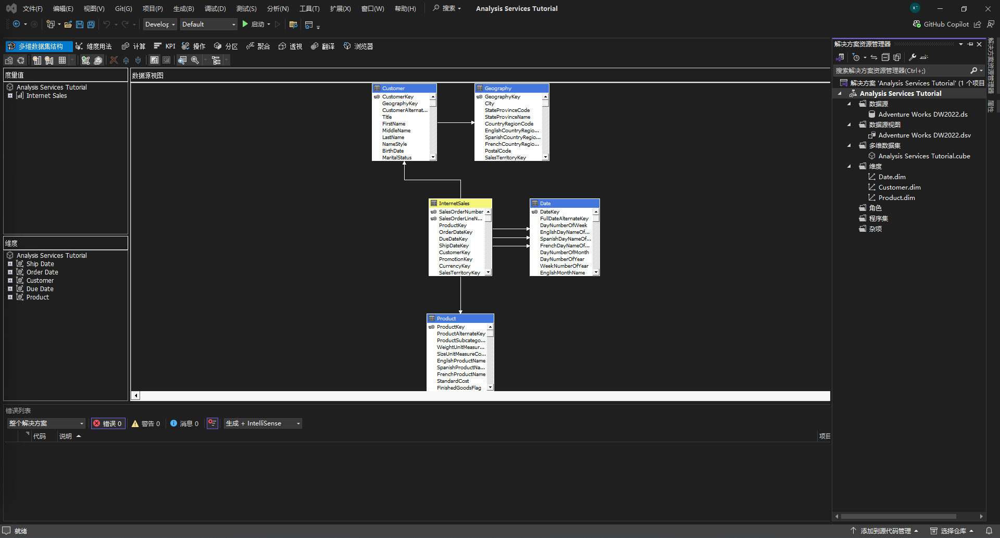 文件(F) 编辑(E) 视图(V) Git(G) 项目(P) 生成(B) 调试(D) 测试(S) 分析(N) 工具(T) 扩展(X) 窗口(W) 帮助(H) 搜索 Analysis Services Tutorial
Develop Default 启动 GitHub Copilot
多维数据集结构 维度用法 计算 KPI 操作 分区 聚合 透视 翻译 浏览器
度量值
Analysis Services Tutorial
Internet Sales
维度
Analysis Services Tutorial
Ship Date
Order Date
Customer
Due Date
Product
数据源视图
Customer
CustomerKey
GeographyKey
CustomerAlternat...
Title
FirstName
MiddleName
LastName
NameStyle
BirthDate
MaritalStatus
Geography
GeographyKey
City
StateProvinceCode
StateProvinceName
CountryRegionCode
EnglishCountryRegio...
SpanishCountryRegio...
FrenchCountryRegio...
PostalCode
SalesTerritoryKey
InternetSales
SalesOrderNumber
SalesOrderLineN...
ProductKey
OrderDateKey
DueDateKey
ShipDateKey
CustomerKey
PromotionKey
CurrencyKey
SalesTerritoryKey
Date
DateKey
FullDateAlternateKey
DayNumberOfWeek
EnglishDayNameOf...
SpanishDayNameOf...
FrenchDayNameOf...
DayNumberOfMonth
DayNumberOfYear
WeekNumberOfYear
EnglishMonthName
Product
ProductKey
ProductAlternateKey
ProductSubcatego...
WeightUnitMeasur...
SizeUnitMeasureCo...
EnglishProductName
SpanishProductNa...
FrenchProductName
StandardCost
FinishedGoodsFlag
错误列表
整个解决方案 错误 0 警告 0 消息 0 生成 + IntelliSense
代码 说明 项目
解决方案资源管理器
搜索解决方案资源管理器(Ctrl+;)
解决方案 'Analysis Services Tutorial' (1 个项目
Analysis Services Tutorial
数据源
Adventure Works DW2022.ds
数据源视图
Adventure Works DW2022.dsv
多维数据集
Analysis Services Tutorial.cube
维度
Date.dim
Customer.dim
Product.dim
角色
程序集
杂项
解决方案资源管理器
属性
就绪 添加到源代码管理 选择仓库